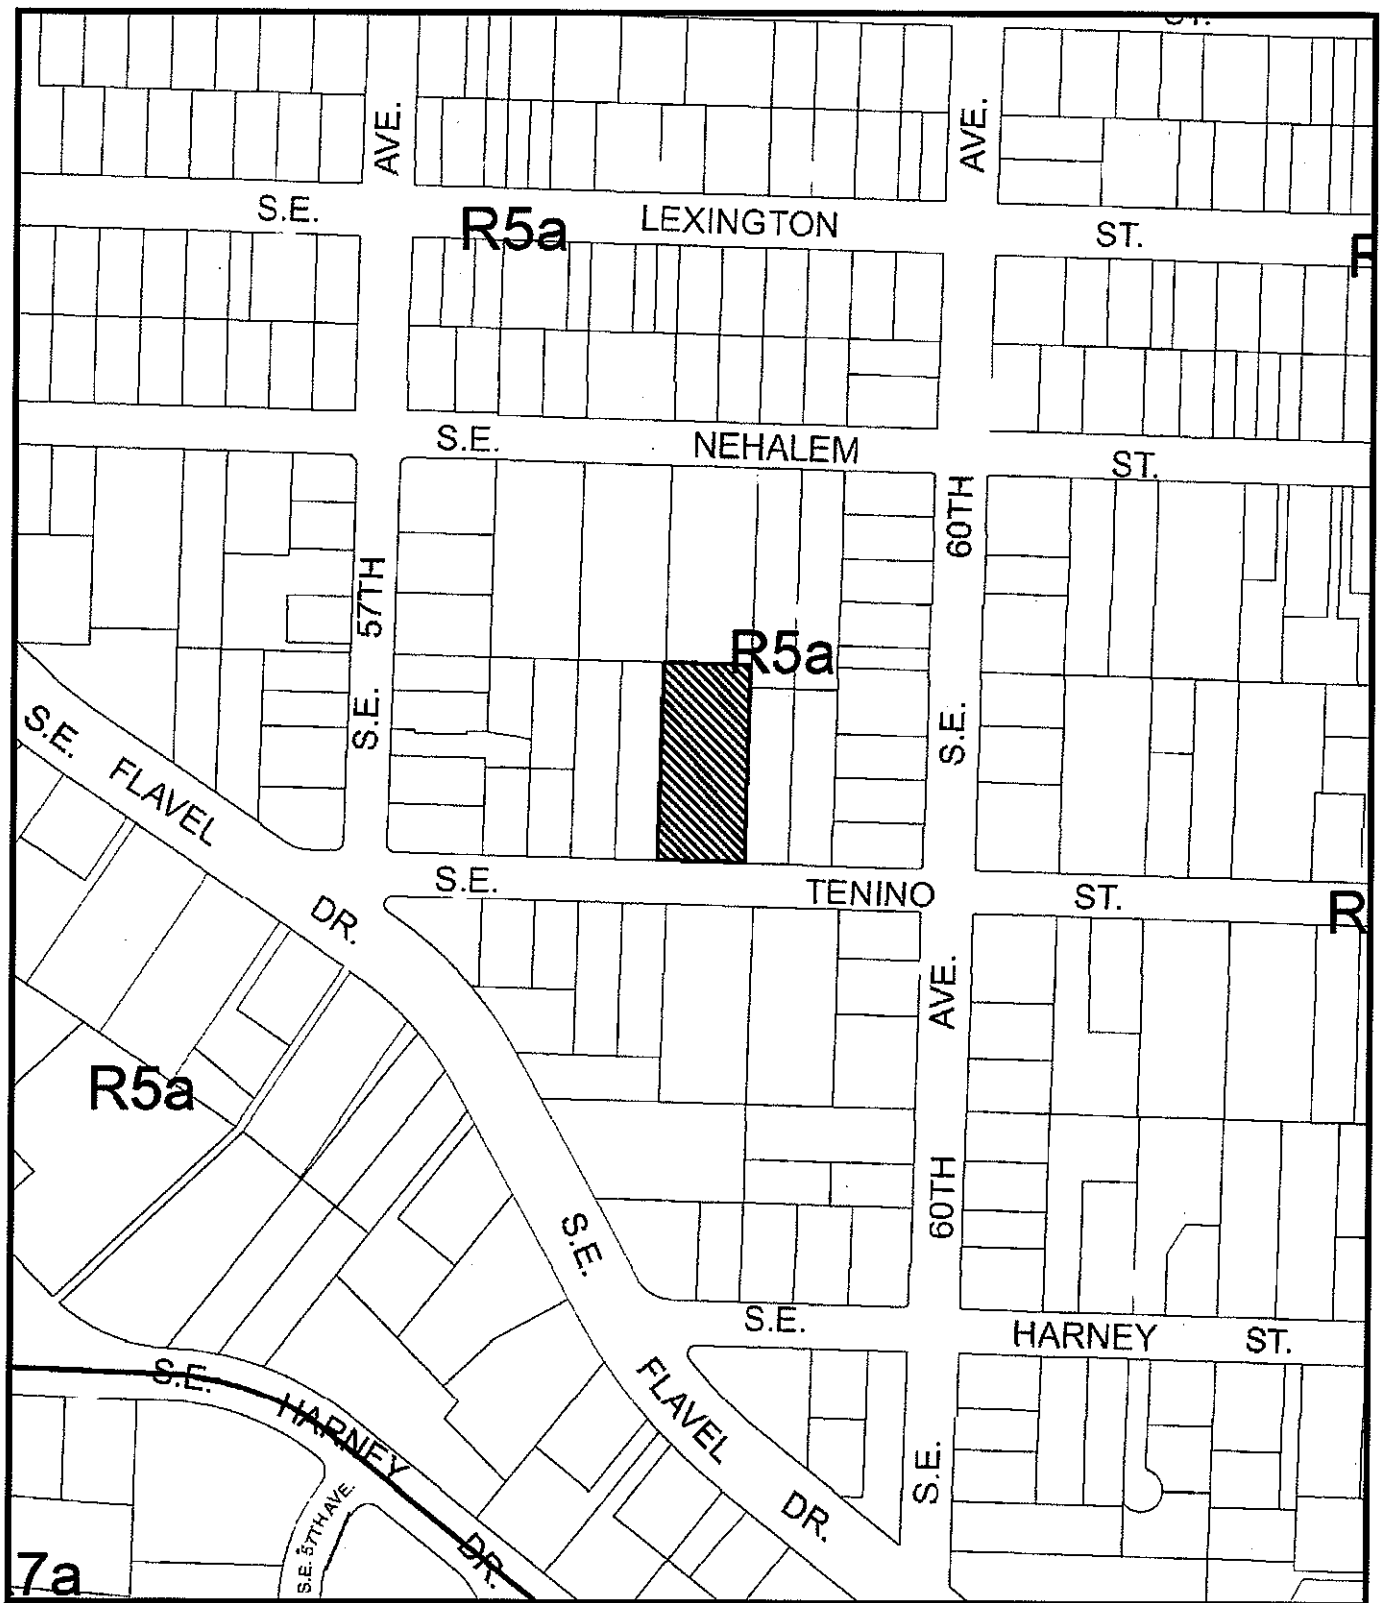 ST.
AVE.
AVE.
S.E.
R5a
LEXINGTON
ST.
S.E.
NEHALEM
ST.
57TH
60TH
R5a
S.E.
S.E.
S.E.
FLAVEL
DR.
S.E.
TENINO
ST.
R
AVE.
R5a
60TH
S.E.
S.E.
HARNEY
ST.
S.E.
HARNEY
DR.
FLAVEL
DR.
S.E.
S.E. 57TH AVE.
7a